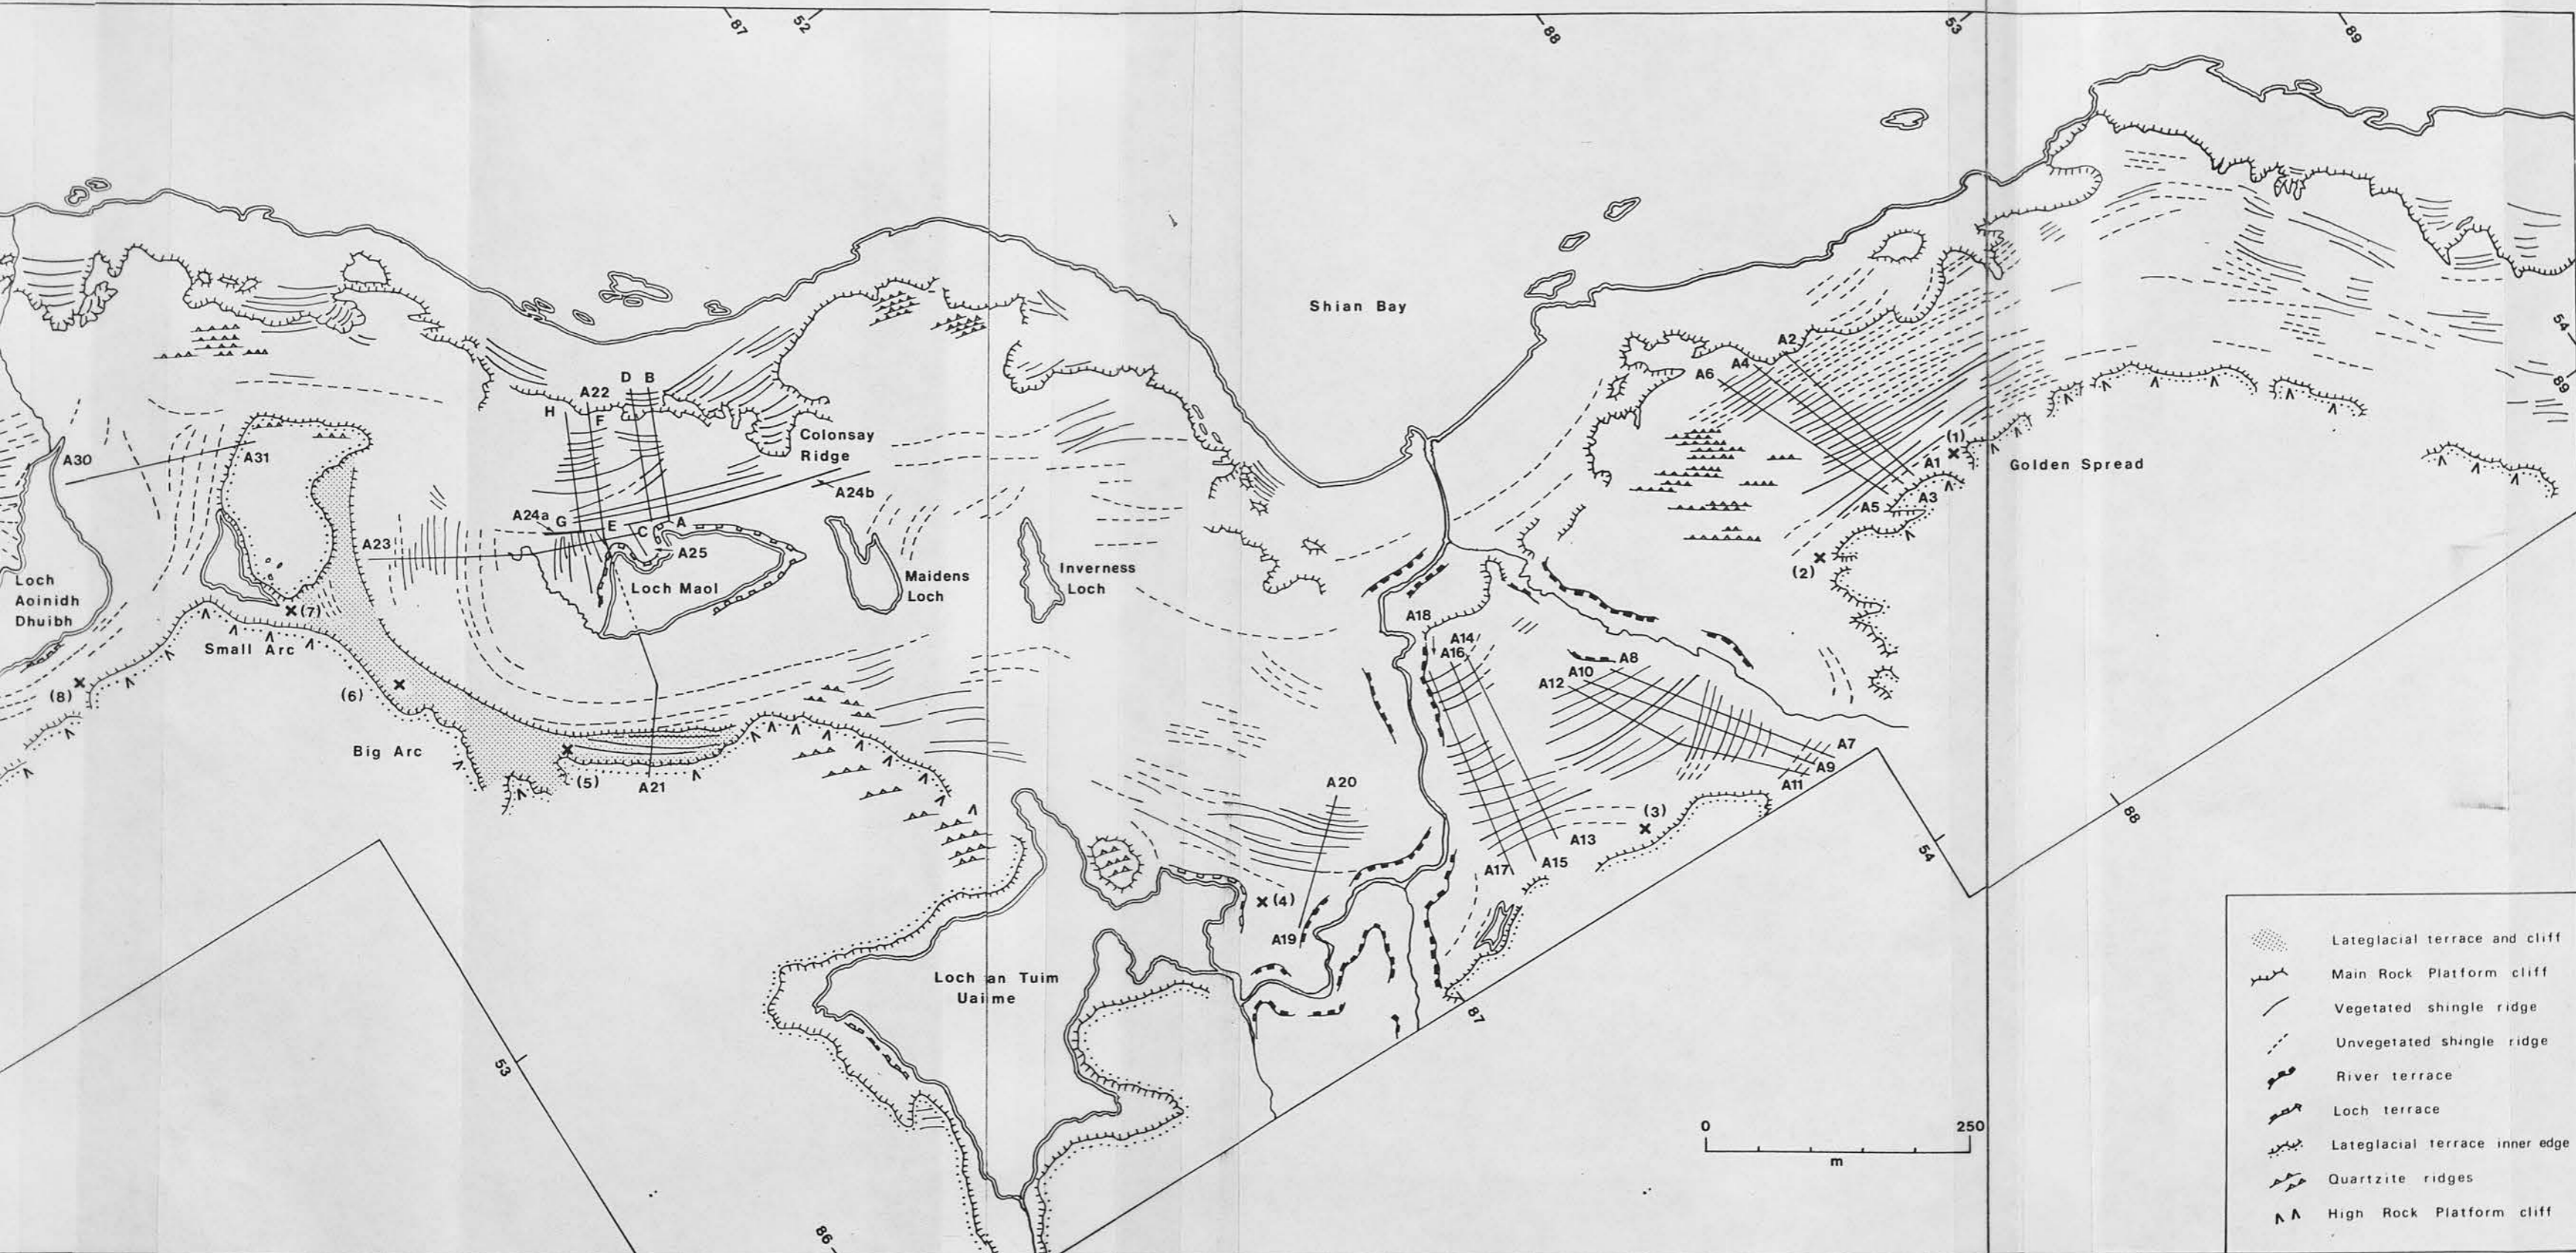 87
52
88
53
89
Shian Bay
54
89
A2
A4
A6
D B
A22
H
F
Colonsay
Ridge
(1)
A1
Golden Spread
A30
A31
A24b
A3
A5
A24a
G
E
C
A
A23
A25
(2)
Loch
Aoinidh
Dhuibh
Loch Maol
Maidens
Loch
Inverness
Loch
(7)
A18
A14
A16
A8
A10
A12
Small Arc
(8)
(6)
Big Arc
(5)
A21
A7
A9
A11
A20
(3)
A13
A15
A17
88
54
(4)
A19
Loch an Tuim
Uaime
87
53
86
0
250
m
Lateglacial terrace and cliff
Main Rock Platform cliff
Vegetated shingle ridge
Unvegetated shingle ridge
River terrace
Loch terrace
Lateglacial terrace inner edge
Quartzite ridges
High Rock Platform cliff